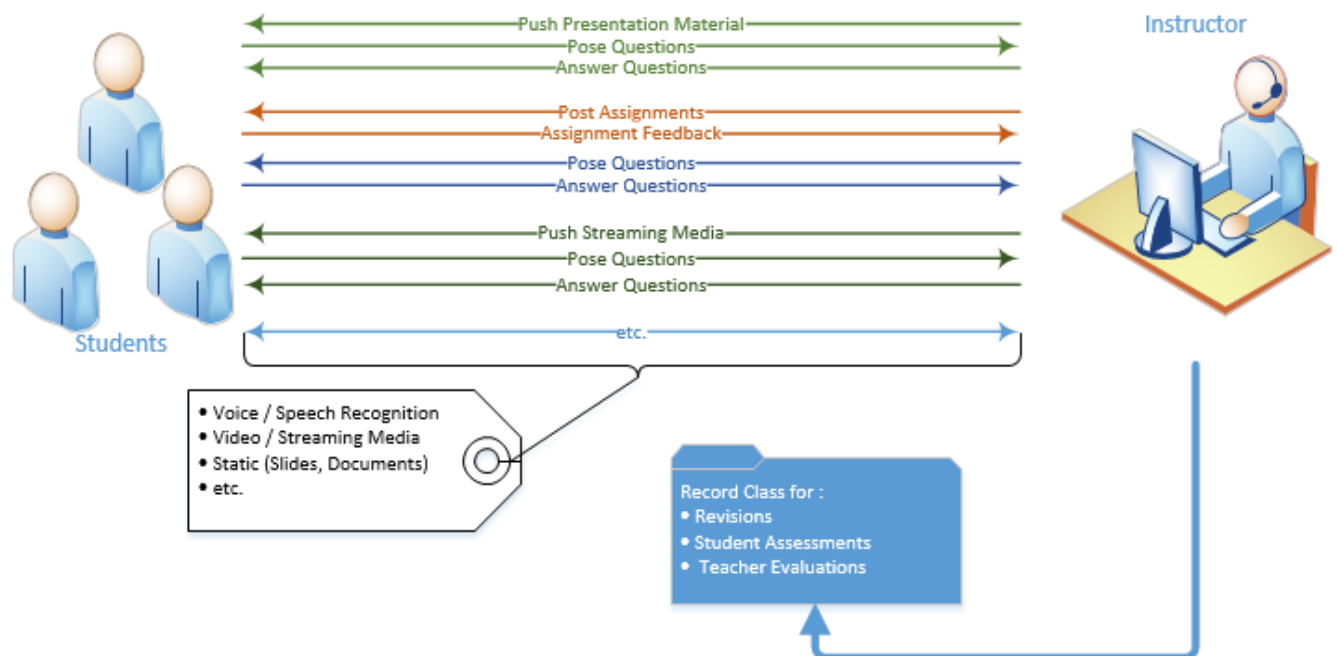 Push Presentation Material
Instructor
Pose Questions
Answer Questions
Post Assignments
Assignment Feedback
Pose Questions
Answer Questions
Push Streaming Media
Pose Questions
Answer Questions
etc.
Students
• Voice / Speech Recognition
• Video / Streaming Media
• Static (Slides, Documents)
• etc.
Record Class for :
• Revisions
• Student Assessments
• Teacher Evaluations